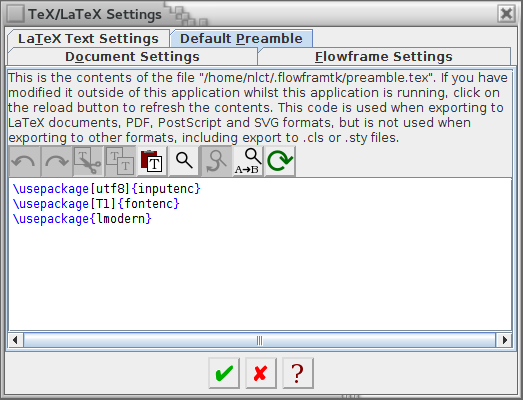 TeX/LaTeX Settings
LaTeX Text Settings
Default Preamble
Document Settings
Flowframe Settings
This is the contents of the file "/home/nlct/.flowframtk/preamble.tex". If you have
modified it outside of this application whilst this application is running, click on
the reload button to refresh the contents. This code is used when exporting to
LaTeX documents, PDF, PostScript and SVG formats, but is not used when
exporting to other formats, including export to .cls or .sty files.
T T T T A→B
\usepackage[utf8]{inputenc}
\usepackage[T1]{fontenc}
\usepackage{lmodern}
?